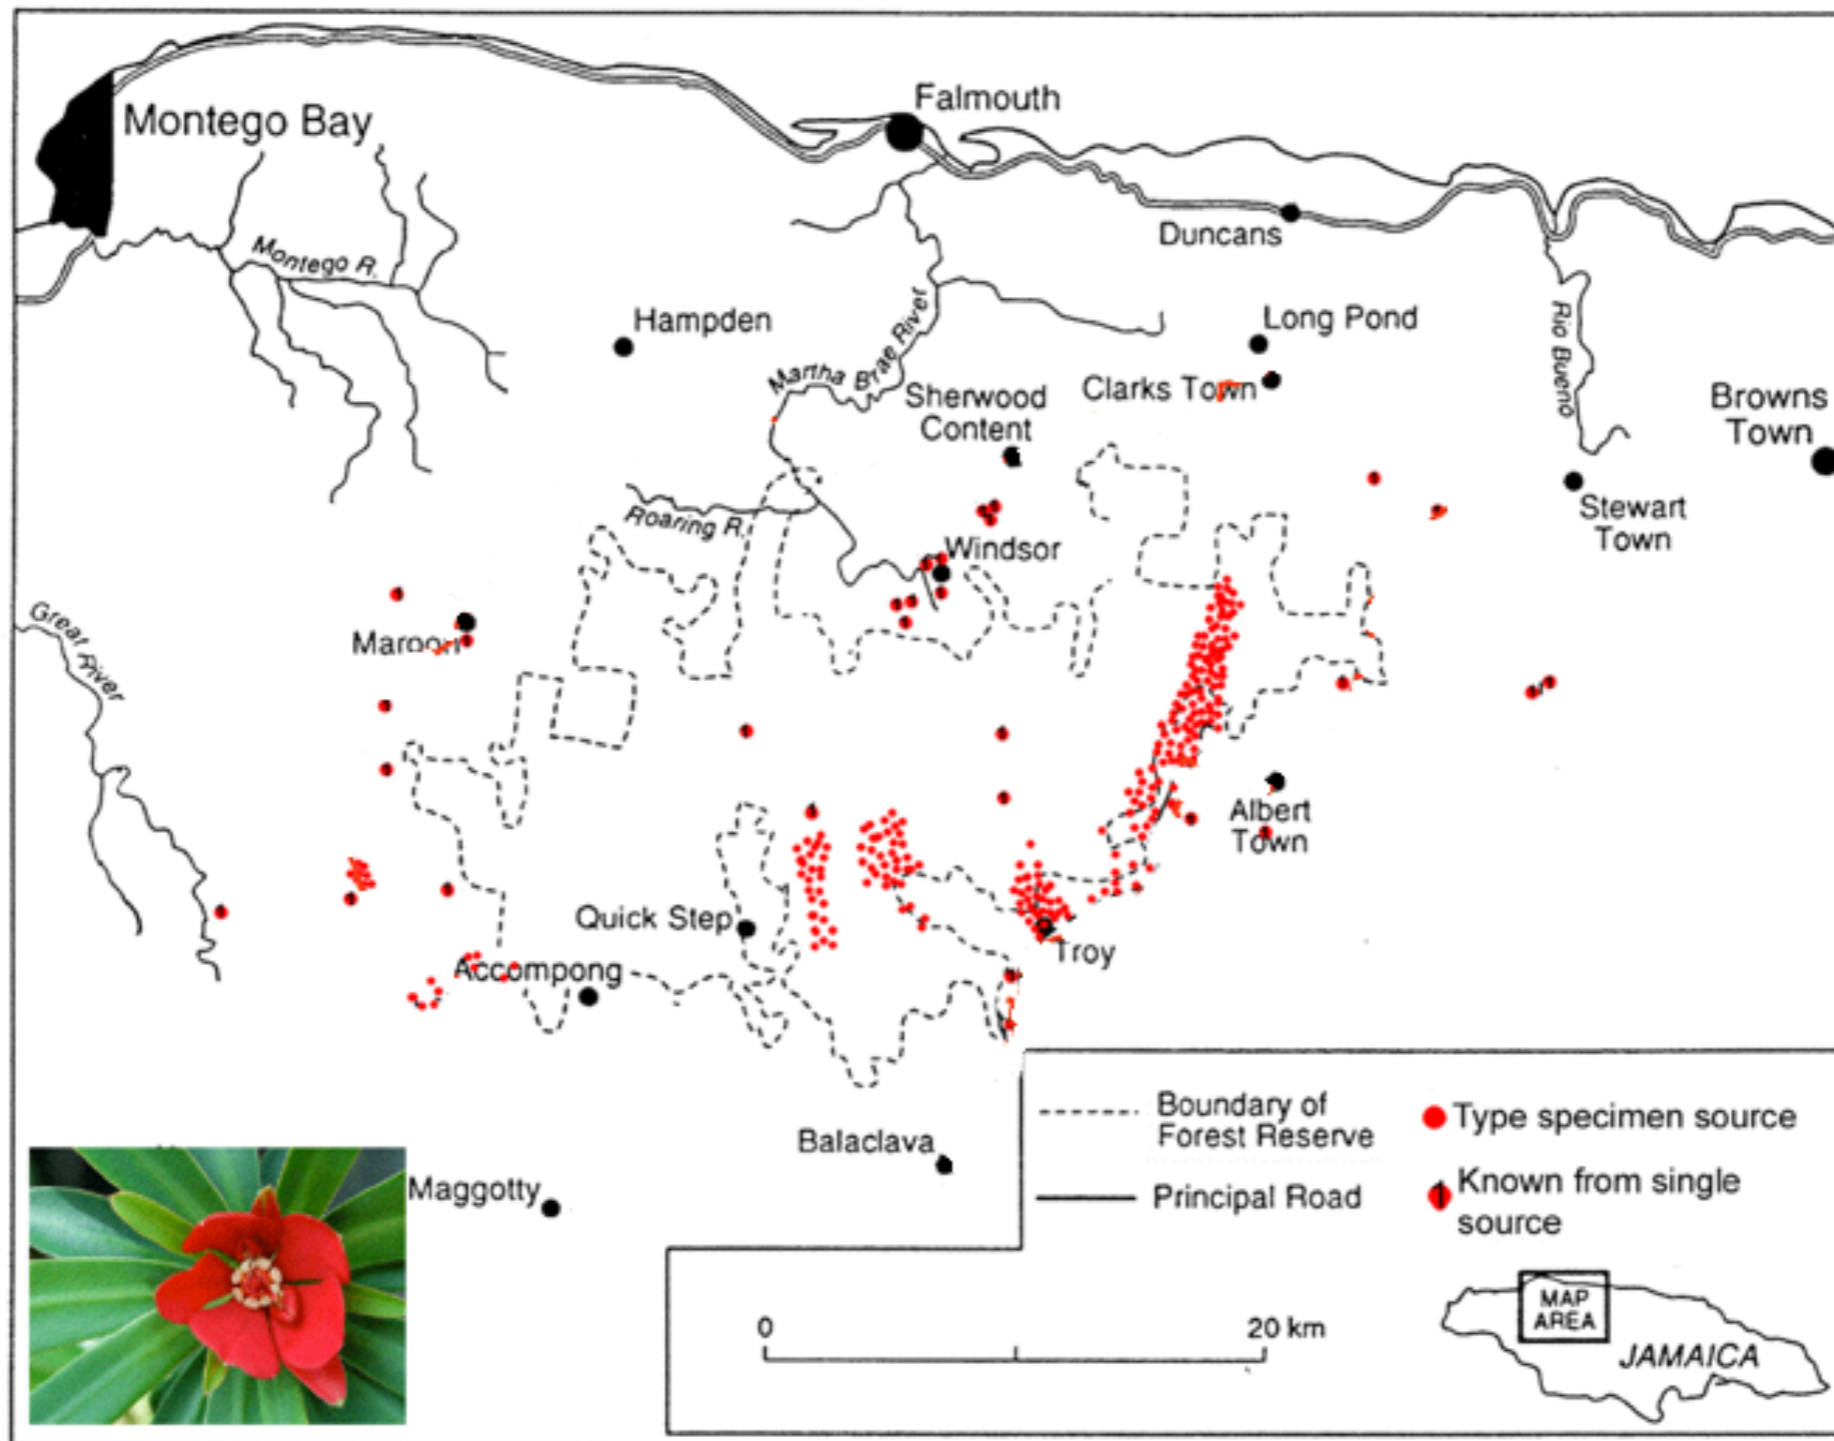 Montego Bay
Falmouth
Duncans
Montego R.
Hampden
Martha Brae River
Long Pond
Clarks Town
Sherwood
Content
Rio Bueno
Browns
Town
Stewart
Town
Roaring R.
Windsor
Great River
Maroon
Albert
Town
Quick Step
Troy
Accompong
Balaclava
Maggotty
Boundary of
Forest Reserve
Principal Road
Type specimen source
Known from single
source
0 20 km
MAP
AREA
JAMAICA